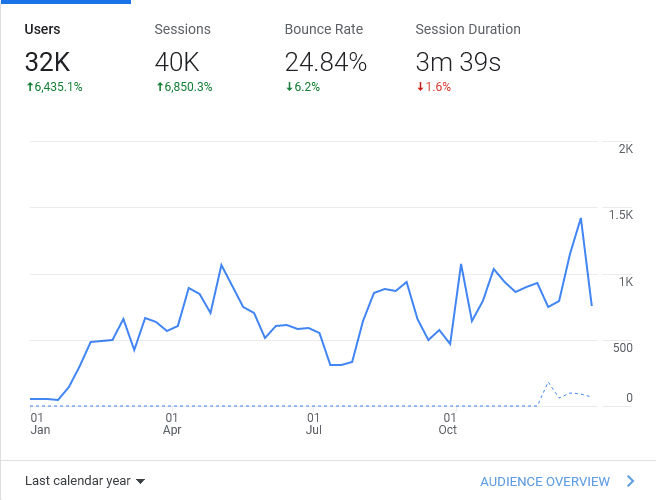 Users Sessions Bounce Rate Session Duration
32K 40K 24.84% 3m 39s
↑6,435.1% ↑6,850.3% ↓6.2% ↓1.6%
2K
1.5K
1K
500
0
01 01 01 01
Jan Apr Jul Oct
Last calendar year AUDIENCE OVERVIEW